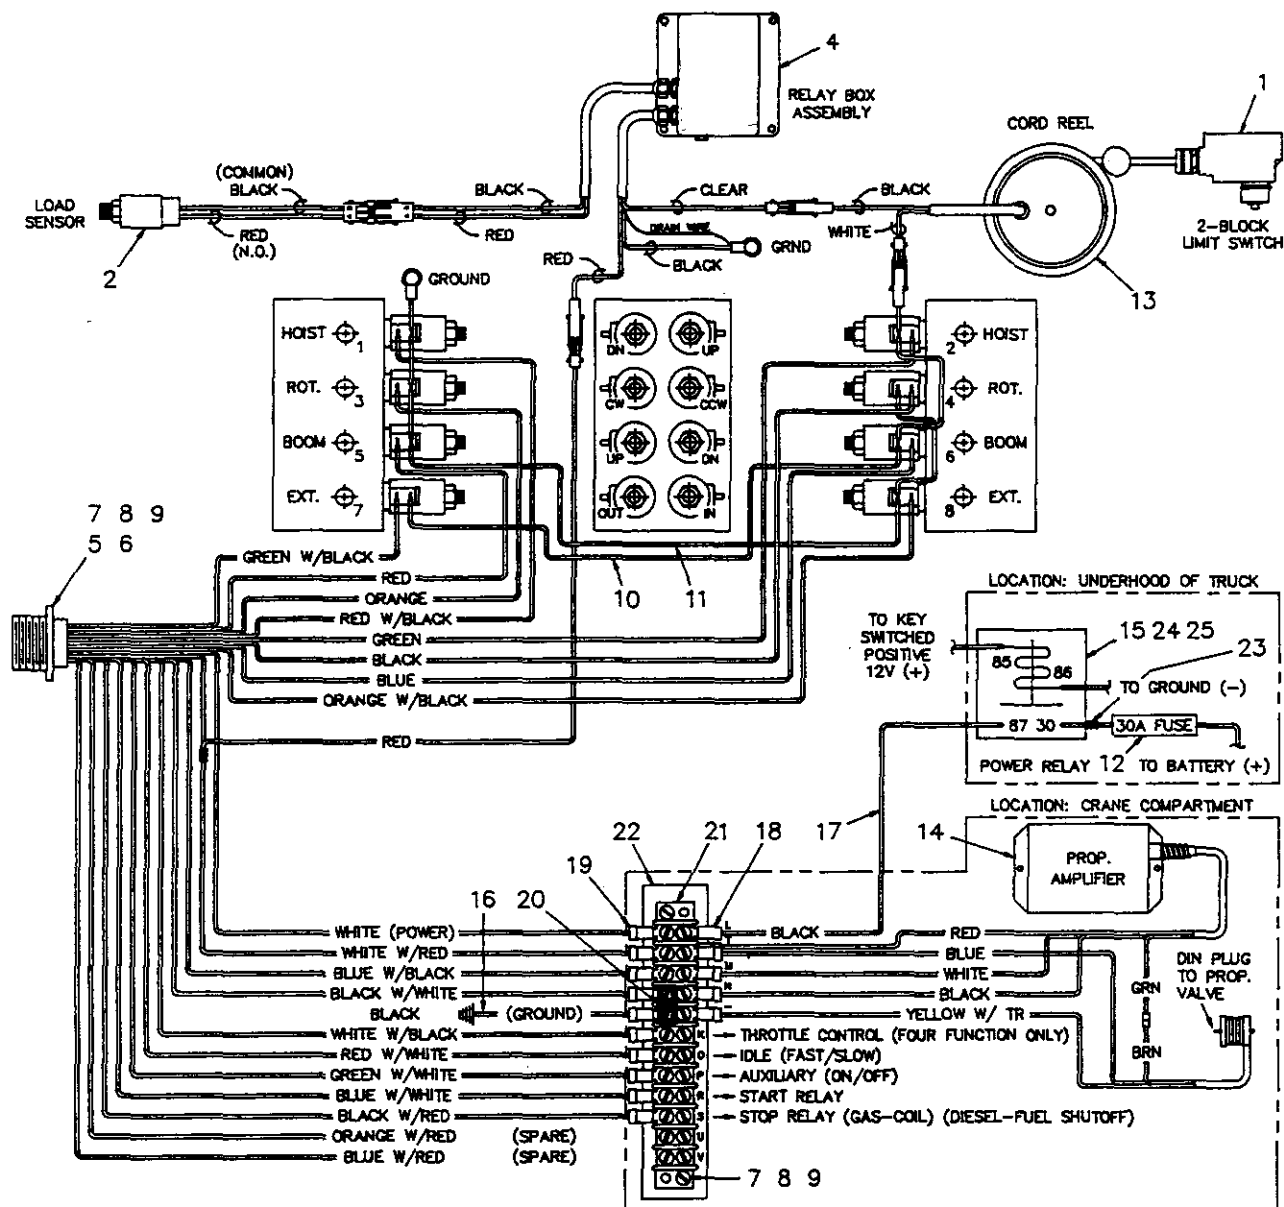 4
RELAY BOX
ASSEMBLY
1
CORD REEL
2-BLOCK
LIMIT SWITCH
13
LOAD
SENSOR
2
(COMMON)
BLACK
RED
(N.O.)
BLACK
RED
CLEAR
BLACK
DRAIN WIRE
WHITE
GRND
BLACK
RED
GROUND
HOIST 1
ROT. 3
BOOM 5
EXT. 7
DN UP
CW CCW
UP DN
OUT IN
2 HOIST
4 ROT.
6 BOOM
8 EXT.
7 8 9
5 6
GREEN W/BLACK
RED
ORANGE
RED W/BLACK
GREEN
BLACK
BLUE
ORANGE W/BLACK
RED
10
11
LOCATION: UNDERHOOD OF TRUCK
TO KEY
SWITCHED
POSITIVE
12V (+)
85
86
15 24 25
23
TO GROUND (-)
87 30
30A FUSE
POWER RELAY
12
TO BATTERY (+)
17
LOCATION: CRANE COMPARTMENT
14
PROP.
AMPLIFIER
DIN PLUG
TO PROP.
VALVE
GRN
BRN
22
21
18
19
20
16
WHITE (POWER)
WHITE W/RED
BLUE W/BLACK
BLACK W/WHITE
BLACK
(GROUND)
WHITE W/BLACK
RED W/WHITE
GREEN W/WHITE
BLUE W/WHITE
BLACK W/RED
ORANGE W/RED (SPARE)
BLUE W/RED (SPARE)
L
BLACK
RED
BLUE
M
WHITE
N
BLACK
YELLOW W/ TR
K THROTTLE CONTROL (FOUR FUNCTION ONLY)
O IDLE (FAST/SLOW)
P AUXILIARY (ON/OFF)
R START RELAY
S STOP RELAY (GAS-COIL) (DIESEL-FUEL SHUTOFF)
U
V
7 8 9